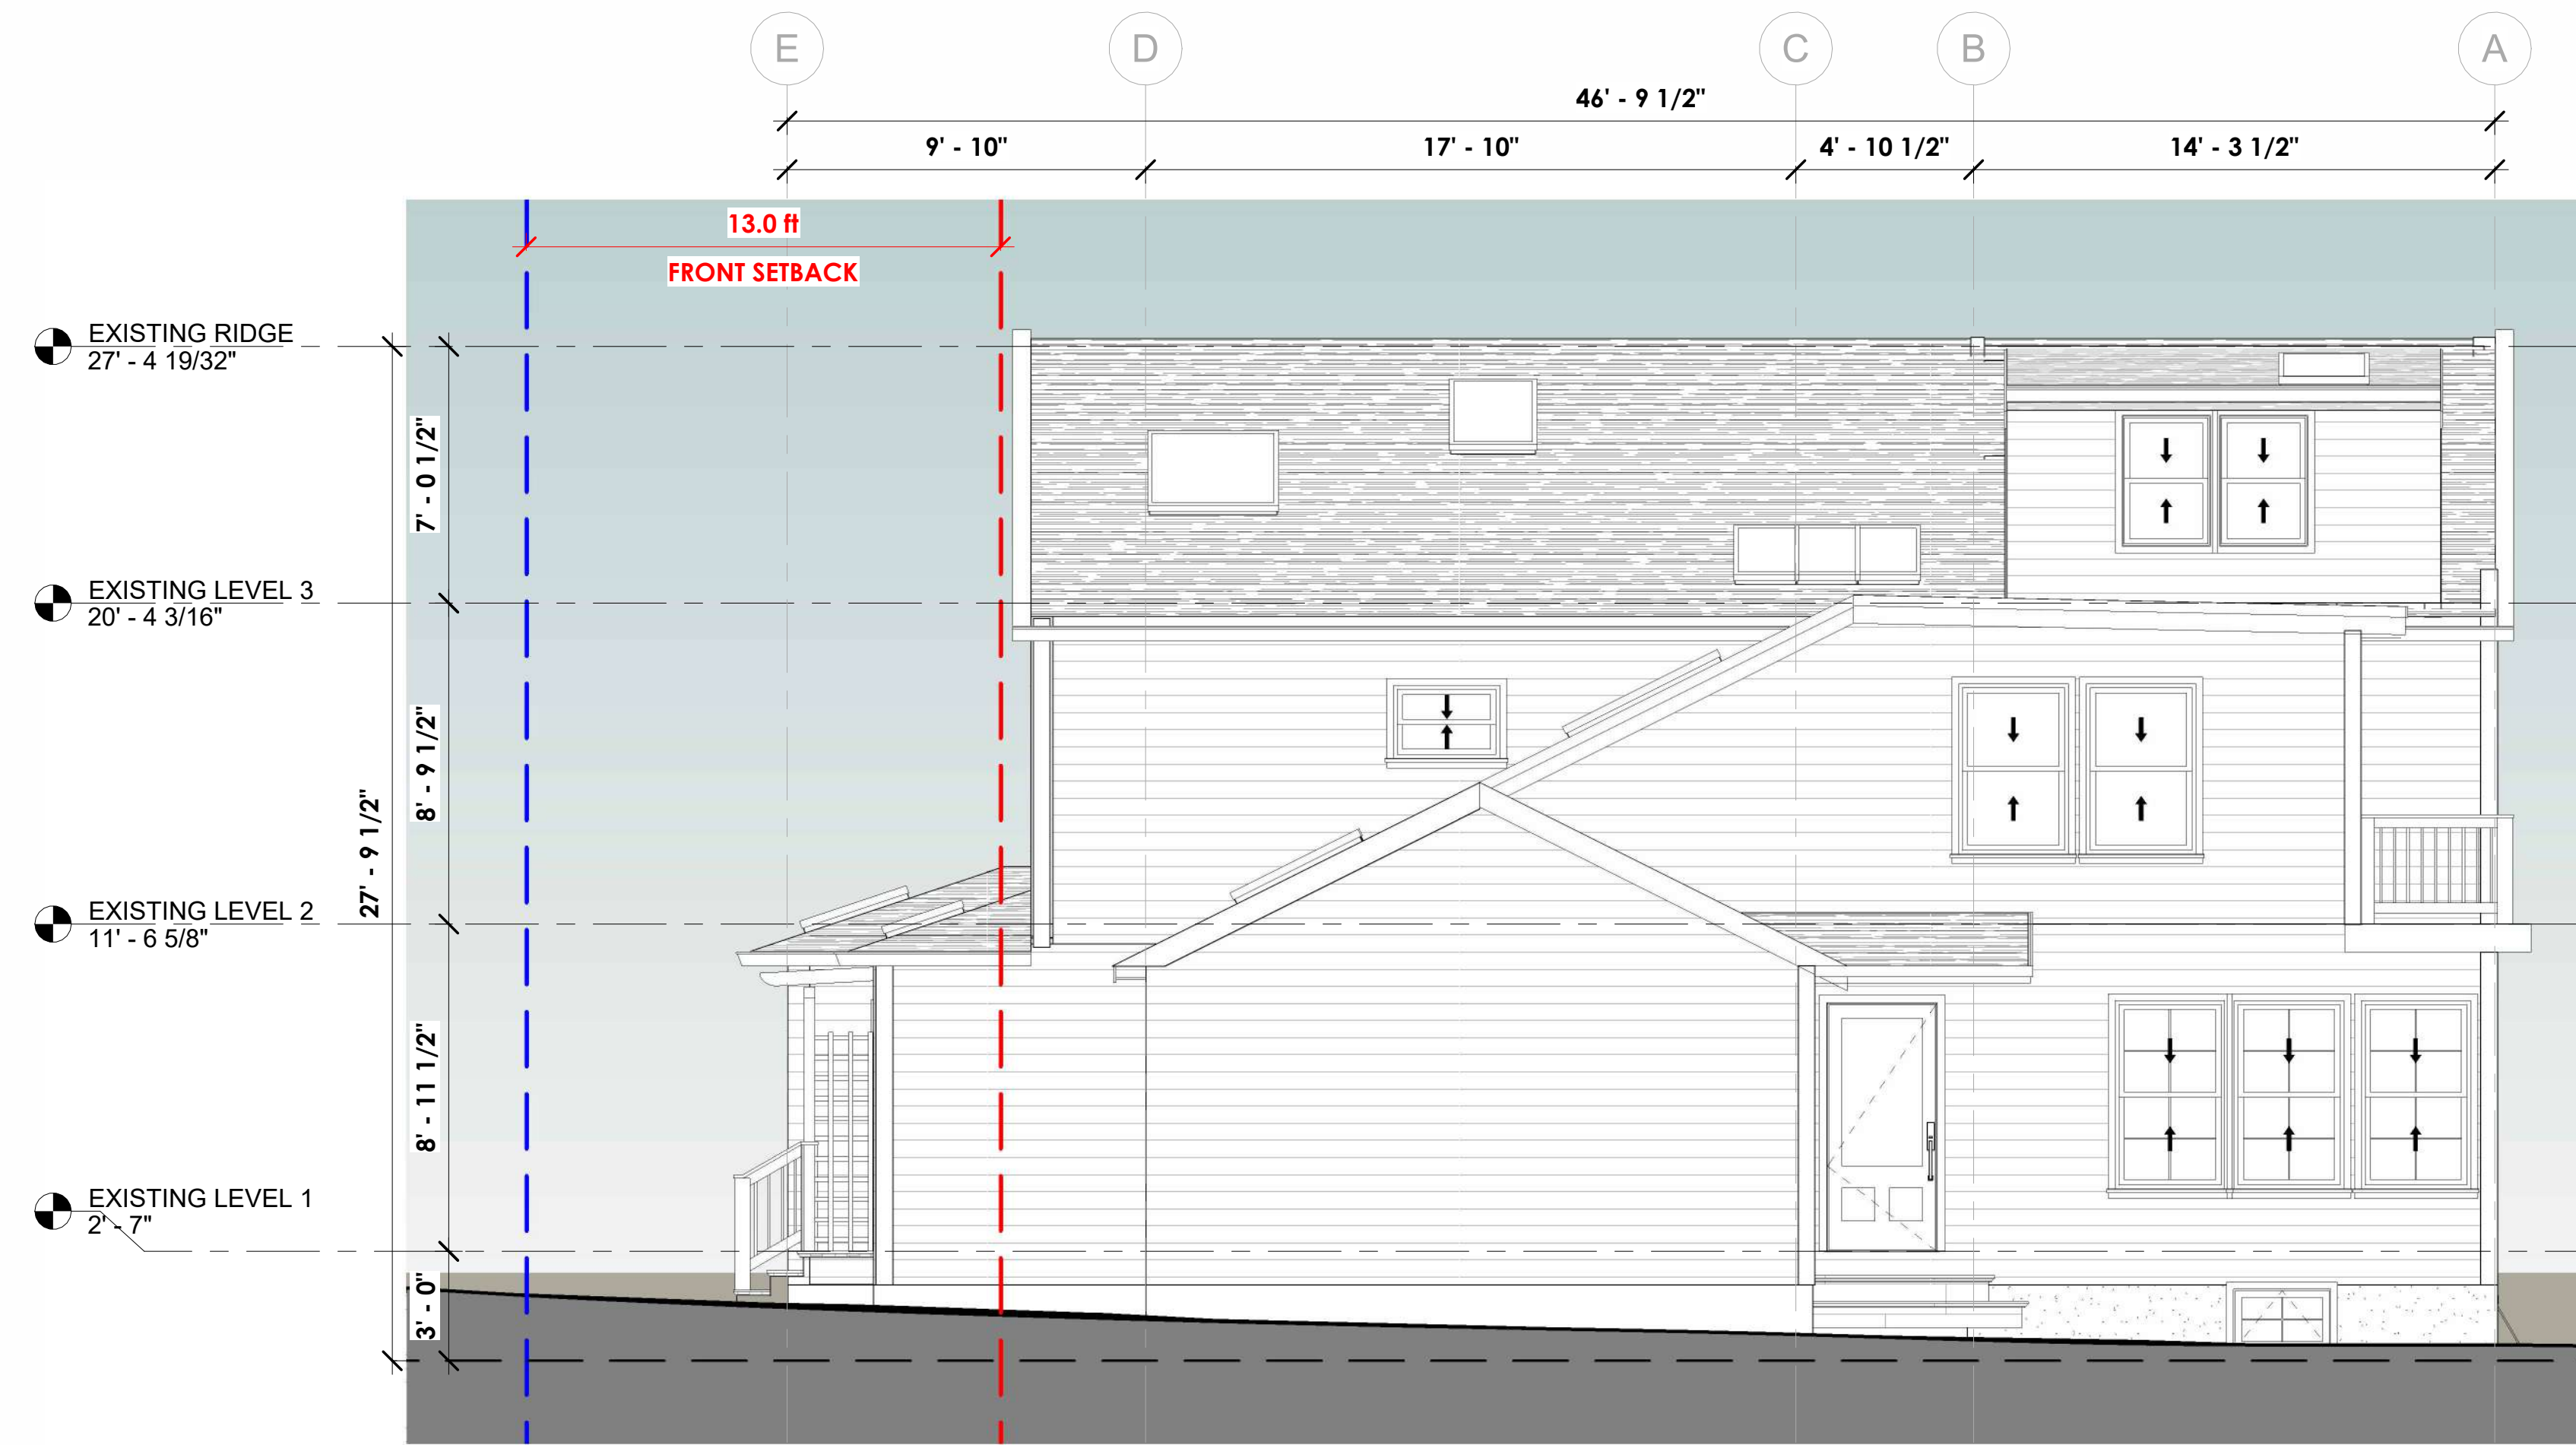 E
D
C
B
A
46' - 9 1/2"
9' - 10"
17' - 10"
4' - 10 1/2"
14' - 3 1/2"
13.0 ft
FRONT SETBACK
EXISTING RIDGE
27' - 4 19/32"
7' - 0 1/2"
EXISTING LEVEL 3
20' - 4 3/16"
8' - 9 1/2"
27' - 9 1/2"
EXISTING LEVEL 2
11' - 6 5/8"
8' - 11 1/2"
EXISTING LEVEL 1
2' - 7"
3' - 0"